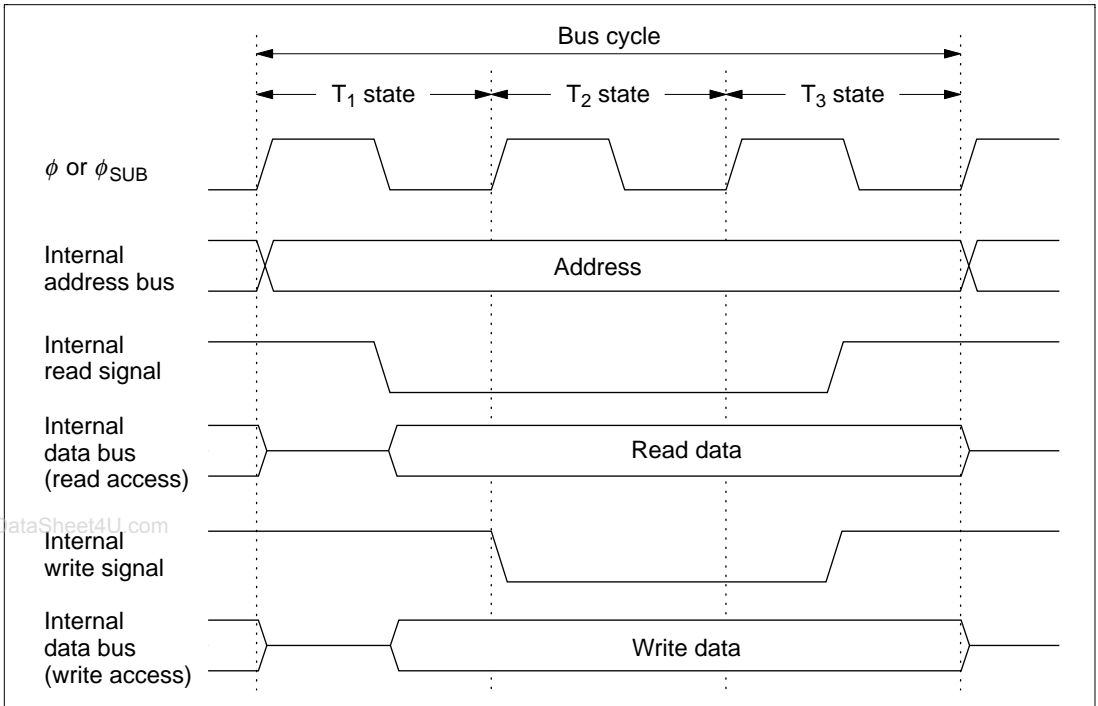 Bus cycle
T₁ state
T₂ state
T₃ state
ϕ or ϕSUB
Internal
address bus
Address
Internal
read signal
Internal
data bus
(read access)
Read data
DataSheet4U.com
Internal
write signal
Internal
data bus
(write access)
Write data